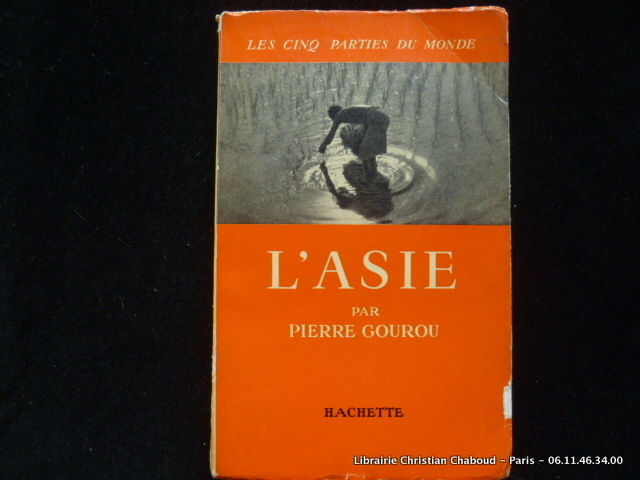 LES CINQ PARTIES DU MONDE
L'ASIE
PAR
PIERRE GOUROU
HACHETTE
Librairie Christian Chaboud - Paris - 06.11.46.34.00